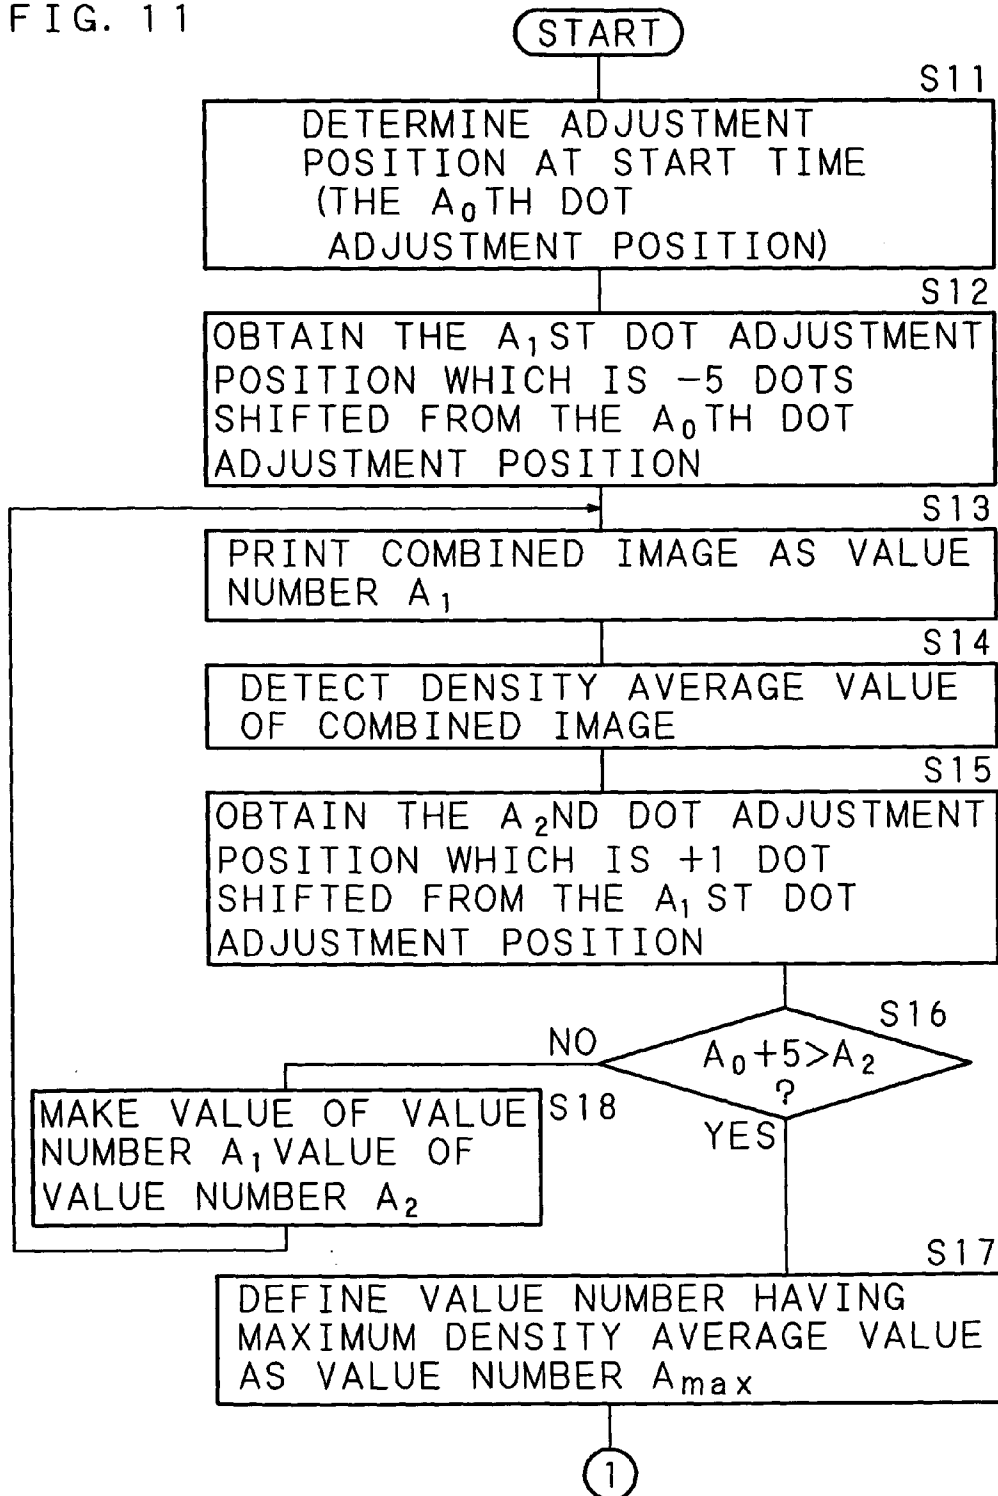 FIG. 11
START
S11
DETERMINE ADJUSTMENT
POSITION AT START TIME
(THE A₀TH DOT
ADJUSTMENT POSITION)
S12
OBTAIN THE A₁ST DOT ADJUSTMENT
POSITION WHICH IS −5 DOTS
SHIFTED FROM THE A₀TH DOT
ADJUSTMENT POSITION
S13
PRINT COMBINED IMAGE AS VALUE
NUMBER A₁
S14
DETECT DENSITY AVERAGE VALUE
OF COMBINED IMAGE
S15
OBTAIN THE A₂ND DOT ADJUSTMENT
POSITION WHICH IS +1 DOT
SHIFTED FROM THE A₁ST DOT
ADJUSTMENT POSITION
S16
A₀+5>A₂
?
NO
YES
S18
MAKE VALUE OF VALUE
NUMBER A₁ VALUE OF
VALUE NUMBER A₂
S17
DEFINE VALUE NUMBER HAVING
MAXIMUM DENSITY AVERAGE VALUE
AS VALUE NUMBER Amax
1